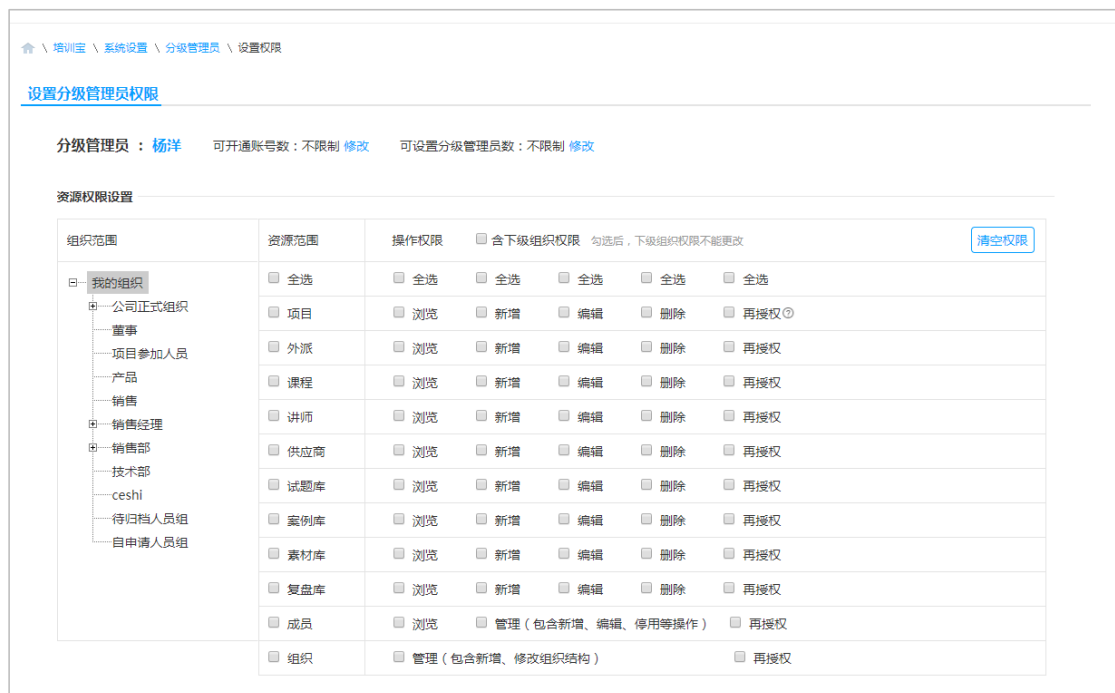 \ 培训宝 \ 系统设置 \ 分级管理员 \ 设置权限
设置分级管理员权限
分级管理员 : 杨洋 可开通账号数：不限制 修改 可设置分级管理员数：不限制 修改
资源权限设置
组织范围 资源范围 操作权限 含下级组织权限 勾选后，下级组织权限不能更改 清空权限
我的组织
公司正式组织
董事
项目参加人员
产品
销售
销售经理
销售部
技术部
ceshi
待归档人员组
自申请人员组
全选 全选 全选 全选 全选 全选
项目 浏览 新增 编辑 删除 再授权?
外派 浏览 新增 编辑 删除 再授权
课程 浏览 新增 编辑 删除 再授权
讲师 浏览 新增 编辑 删除 再授权
供应商 浏览 新增 编辑 删除 再授权
试题库 浏览 新增 编辑 删除 再授权
案例库 浏览 新增 编辑 删除 再授权
素材库 浏览 新增 编辑 删除 再授权
复盘库 浏览 新增 编辑 删除 再授权
成员 浏览 管理（包含新增、编辑、停用等操作） 再授权
组织 管理（包含新增、修改组织结构） 再授权